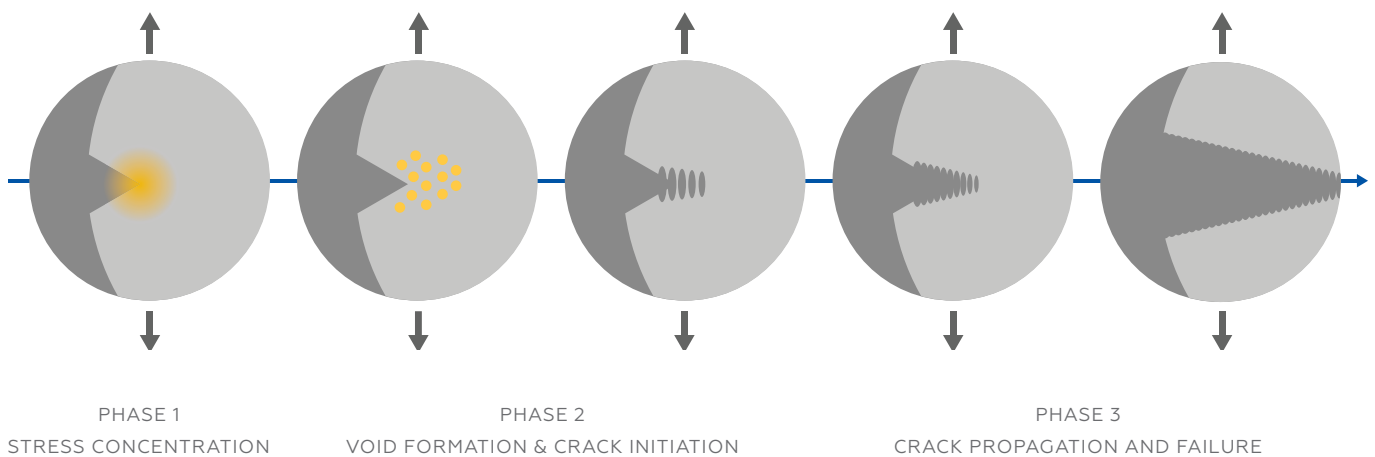 PHASE 1
STRESS CONCENTRATION
PHASE 2
VOID FORMATION & CRACK INITIATION
PHASE 3
CRACK PROPAGATION AND FAILURE